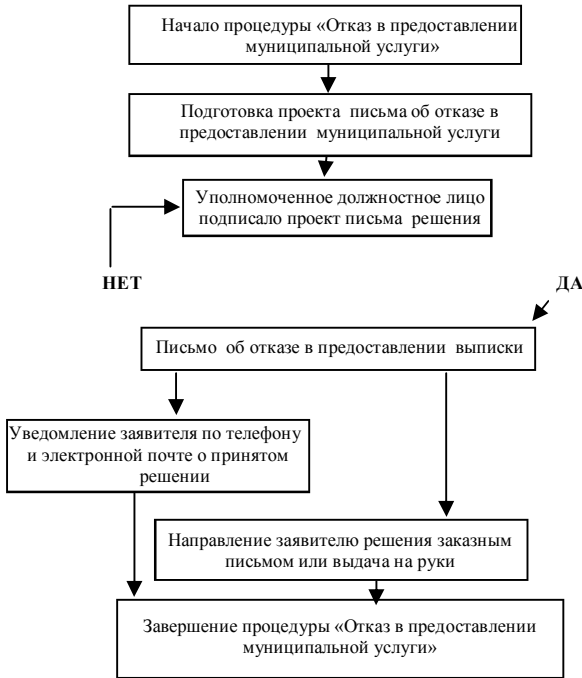 Начало процедуры «Отказ в предоставлении
муниципальной услуги»
Подготовка проекта письма об отказе в
предоставлении муниципальной услуги
Уполномоченное должностное лицо
подписало проект письма решения
НЕТ
ДА
Письмо об отказе в предоставлении выписки
Уведомление заявителя по телефону
и электронной почте о принятом
решении
Направление заявителю решения заказным
письмом или выдача на руки
Завершение процедуры «Отказ в предоставлении
муниципальной услуги»